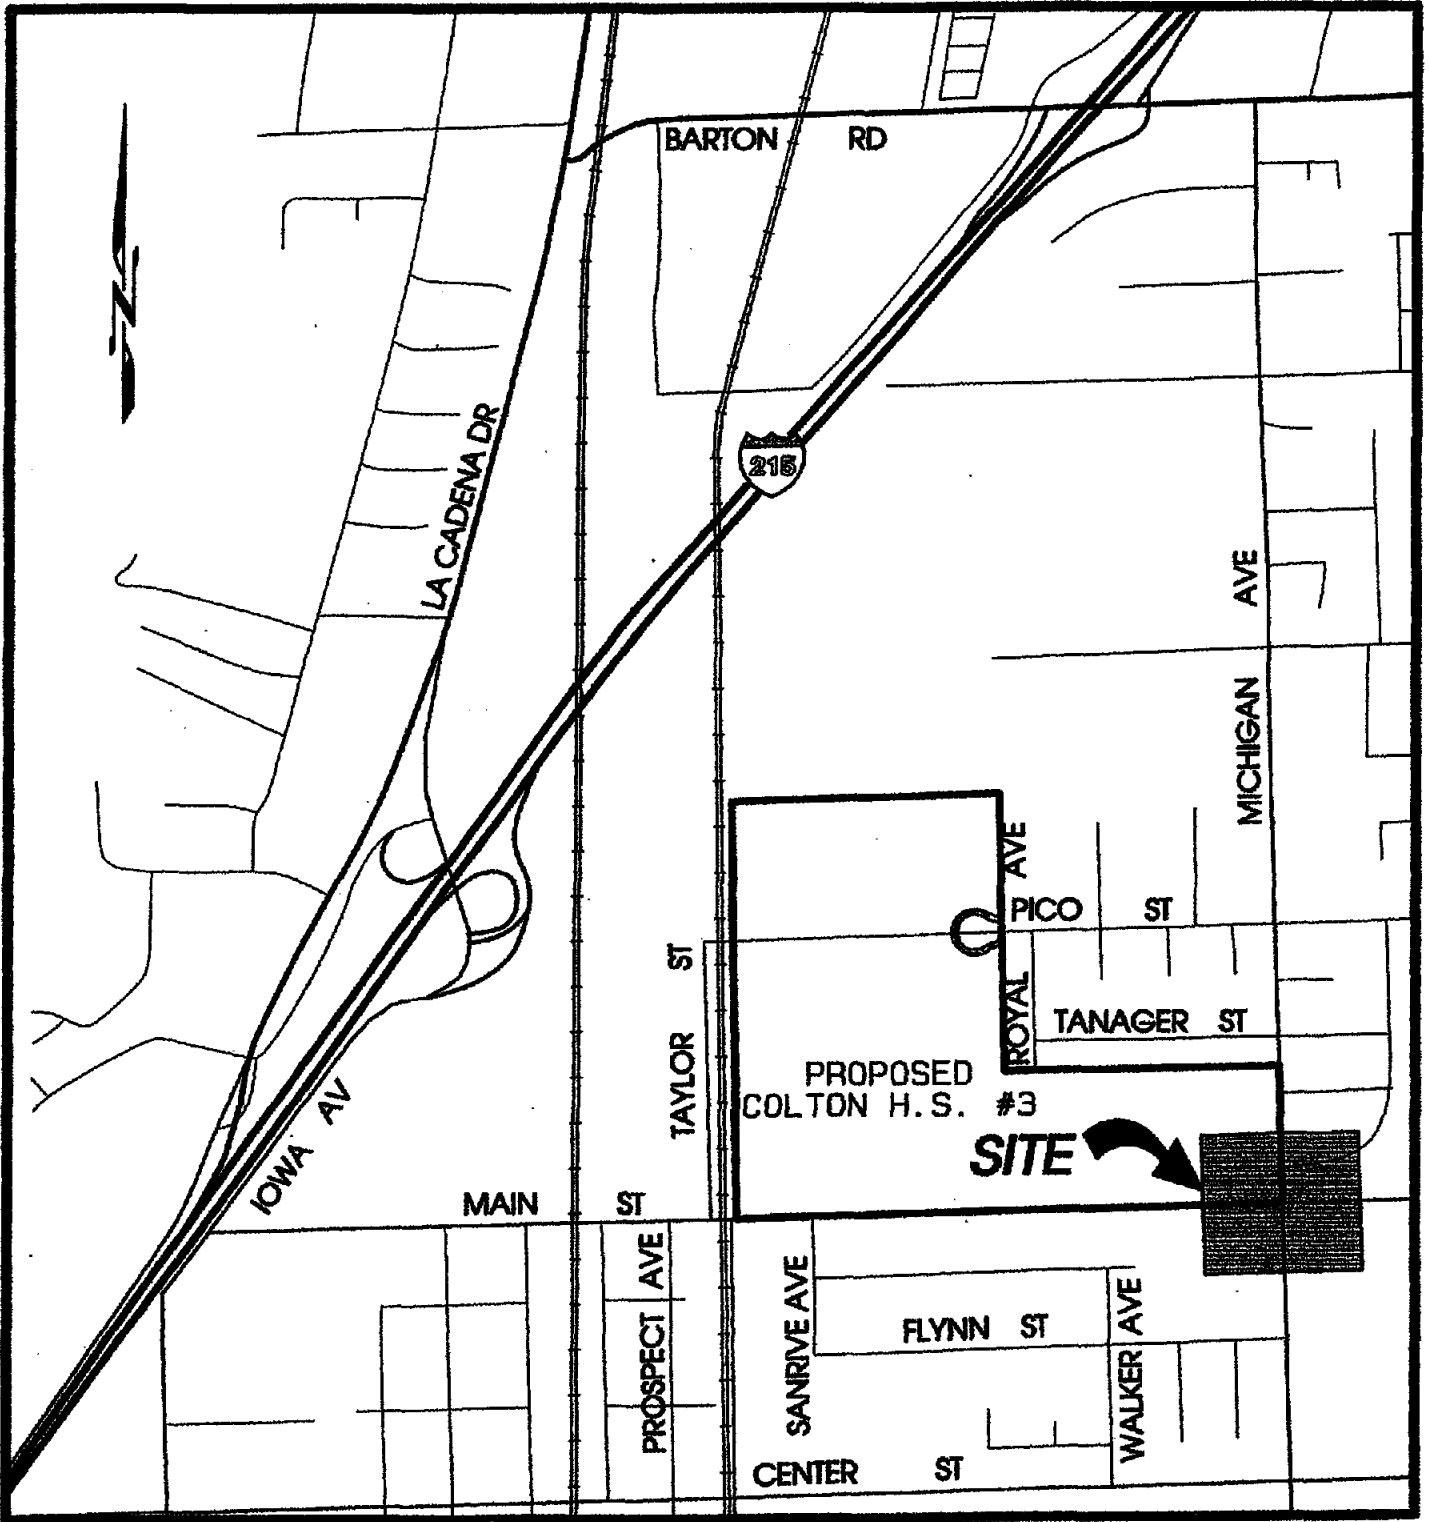 BARTON RD
N
LA CADENA DR
215
MICHIGAN AVE
ROYAL AVE
PICO ST
TAYLOR ST
TANAGER ST
PROPOSED
COLTON H.S. #3
SITE
IOWA AV
MAIN ST
PROSPECT AVE
SANRIVE AVE
FLYNN ST
WALKER AVE
CENTER ST